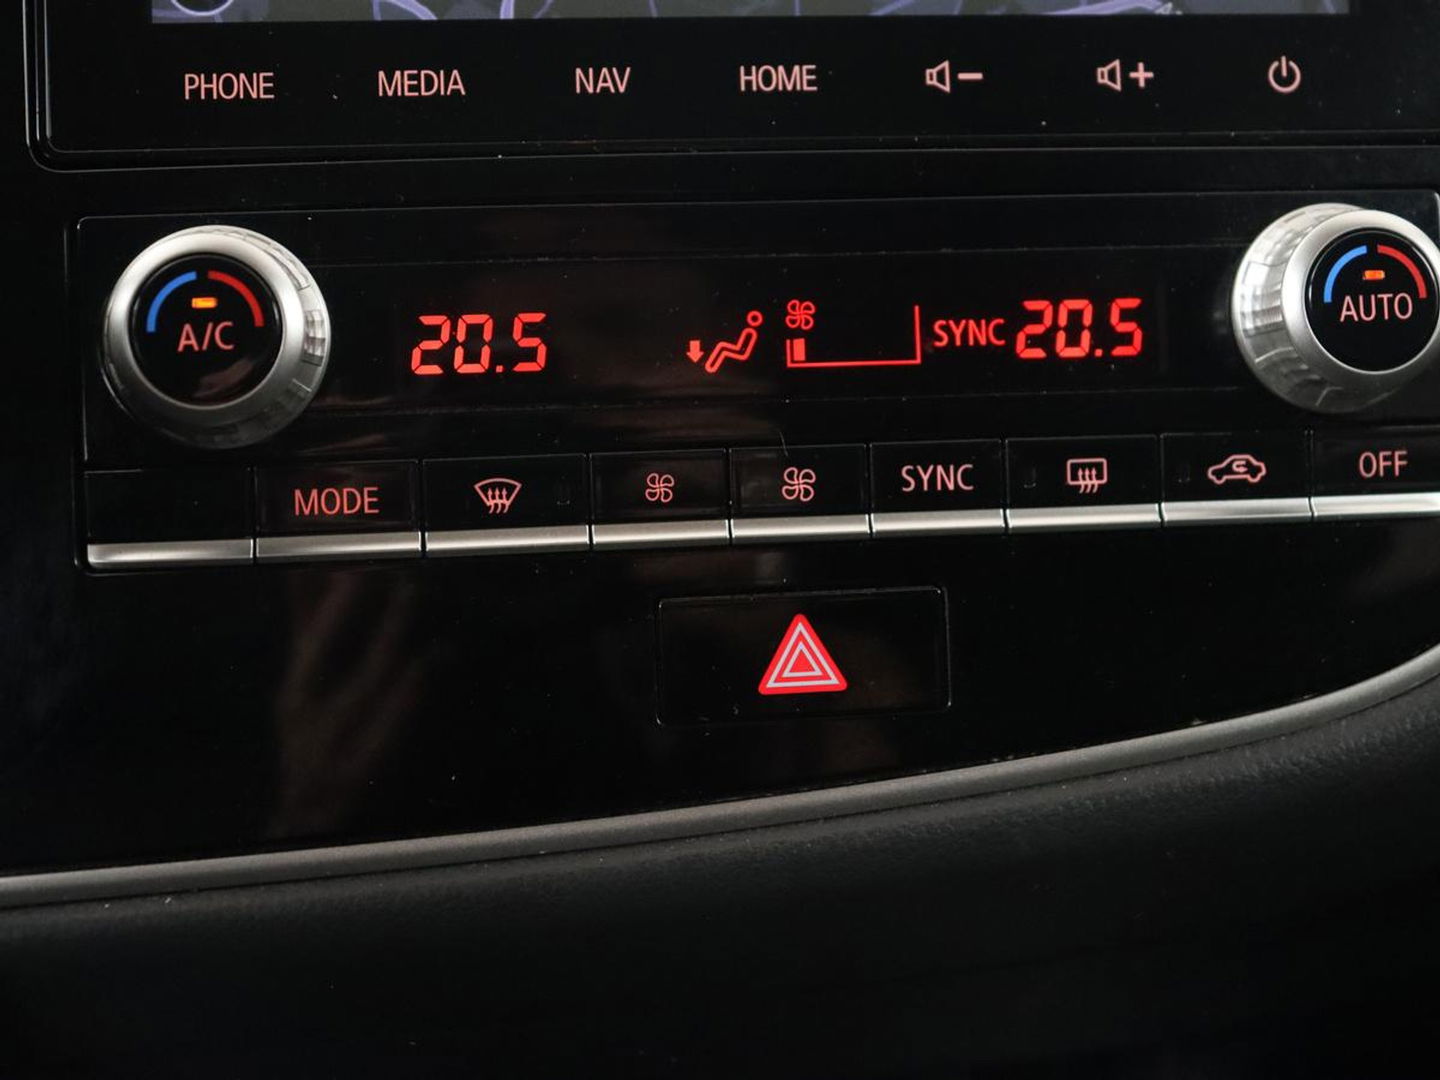 PHONE MEDIA NAV HOME
A/C 20.5 SYNC 20.5 AUTO
MODE SYNC OFF